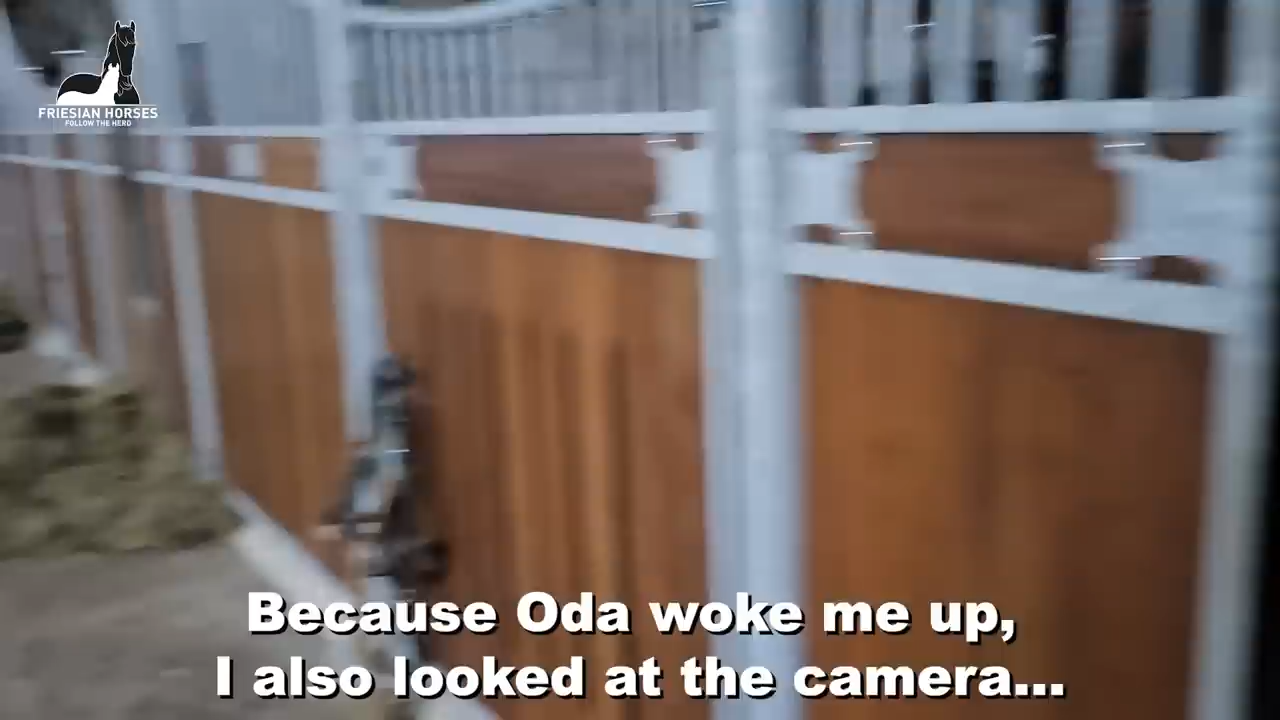 FRIESIAN HORSES
FOLLOW THE HERD
Because Oda woke me up,
I also looked at the camera...